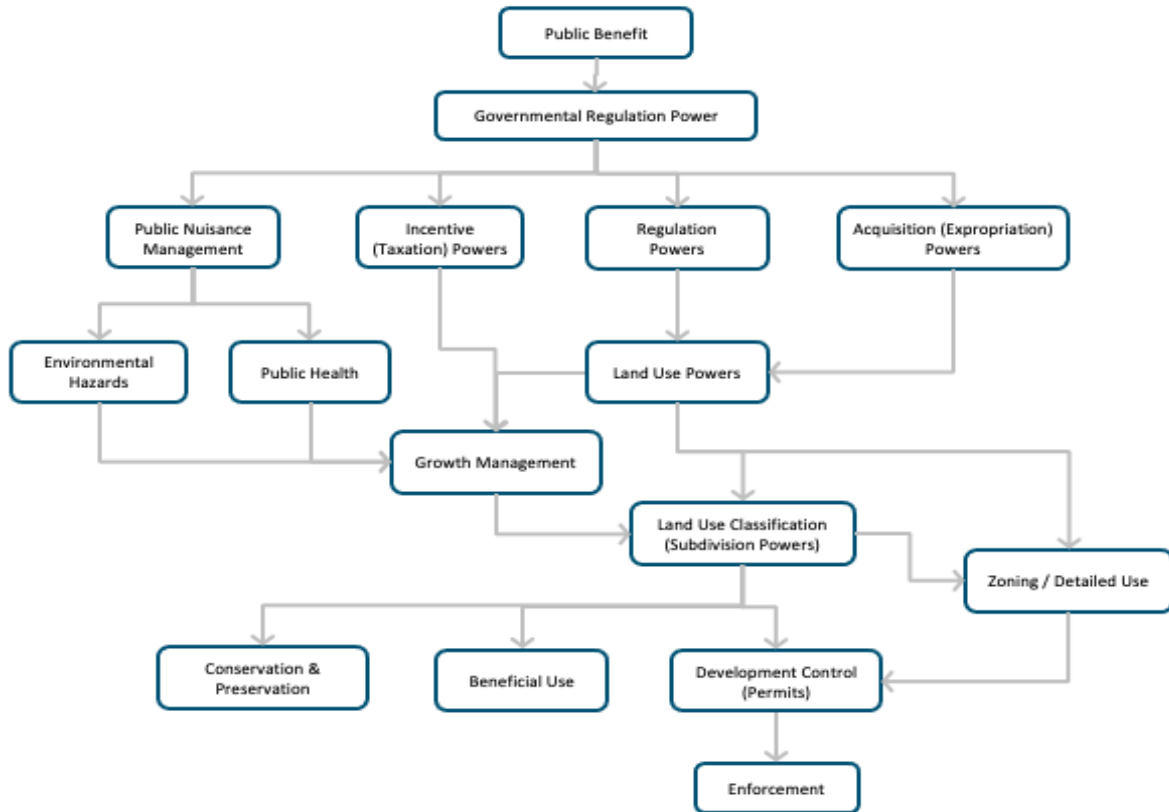 Public Benefit
Governmental Regulation Power
Public Nuisance
Management
Incentive
(Taxation) Powers
Regulation
Powers
Acquisition (Expropriation)
Powers
Environmental
Hazards
Public Health
Land Use Powers
Growth Management
Land Use Classification
(Subdivision Powers)
Zoning / Detailed Use
Conservation &
Preservation
Beneficial Use
Development Control
(Permits)
Enforcement